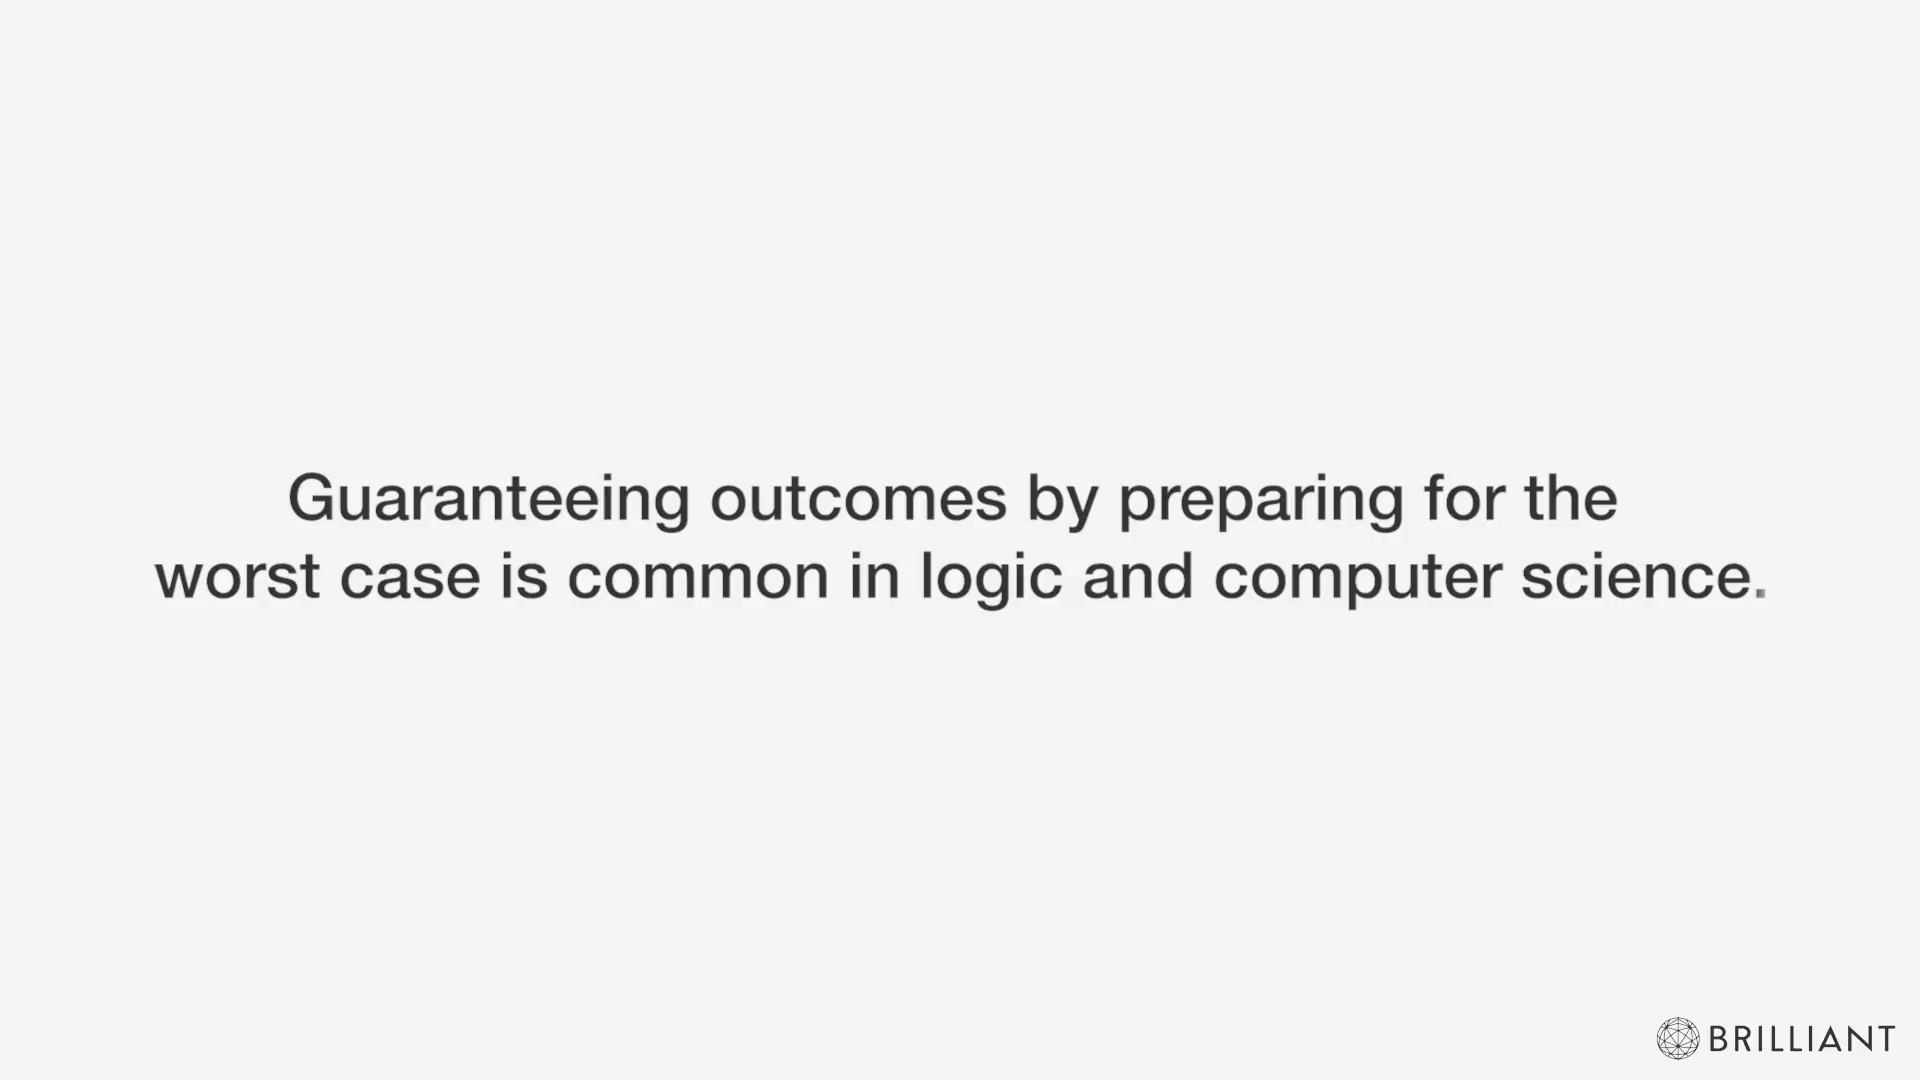 Guaranteeing outcomes by preparing for the
worst case is common in logic and computer science.
BRILLIANT